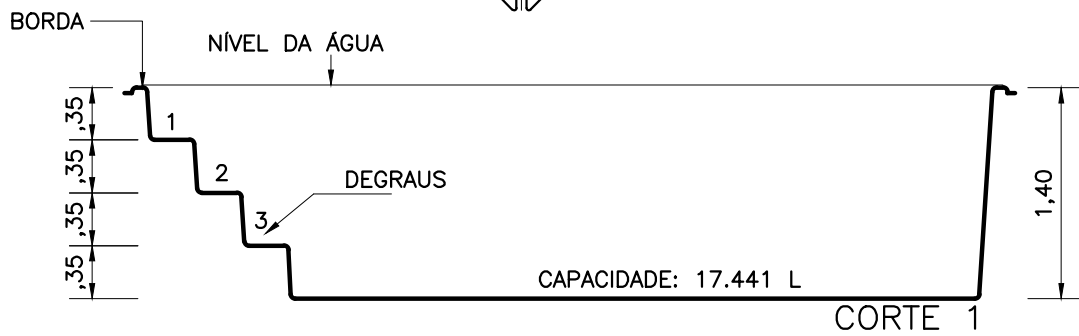 BORDA
NÍVEL DA ÁGUA
,35
1
,35
2
DEGRAUS
,35
3
,35
1,40
CAPACIDADE: 17.441 L
CORTE 1